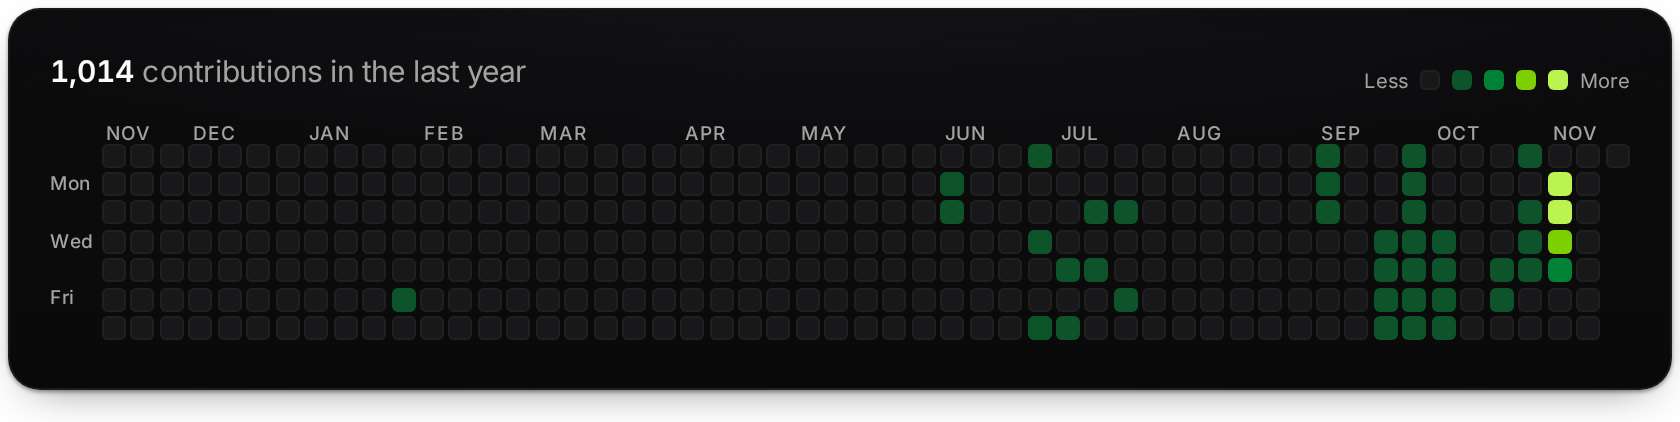 1,014 contributions in the last year
Less More
NOV DEC JAN FEB MAR APR MAY JUN JUL AUG SEP OCT NOV
Mon
Wed
Fri